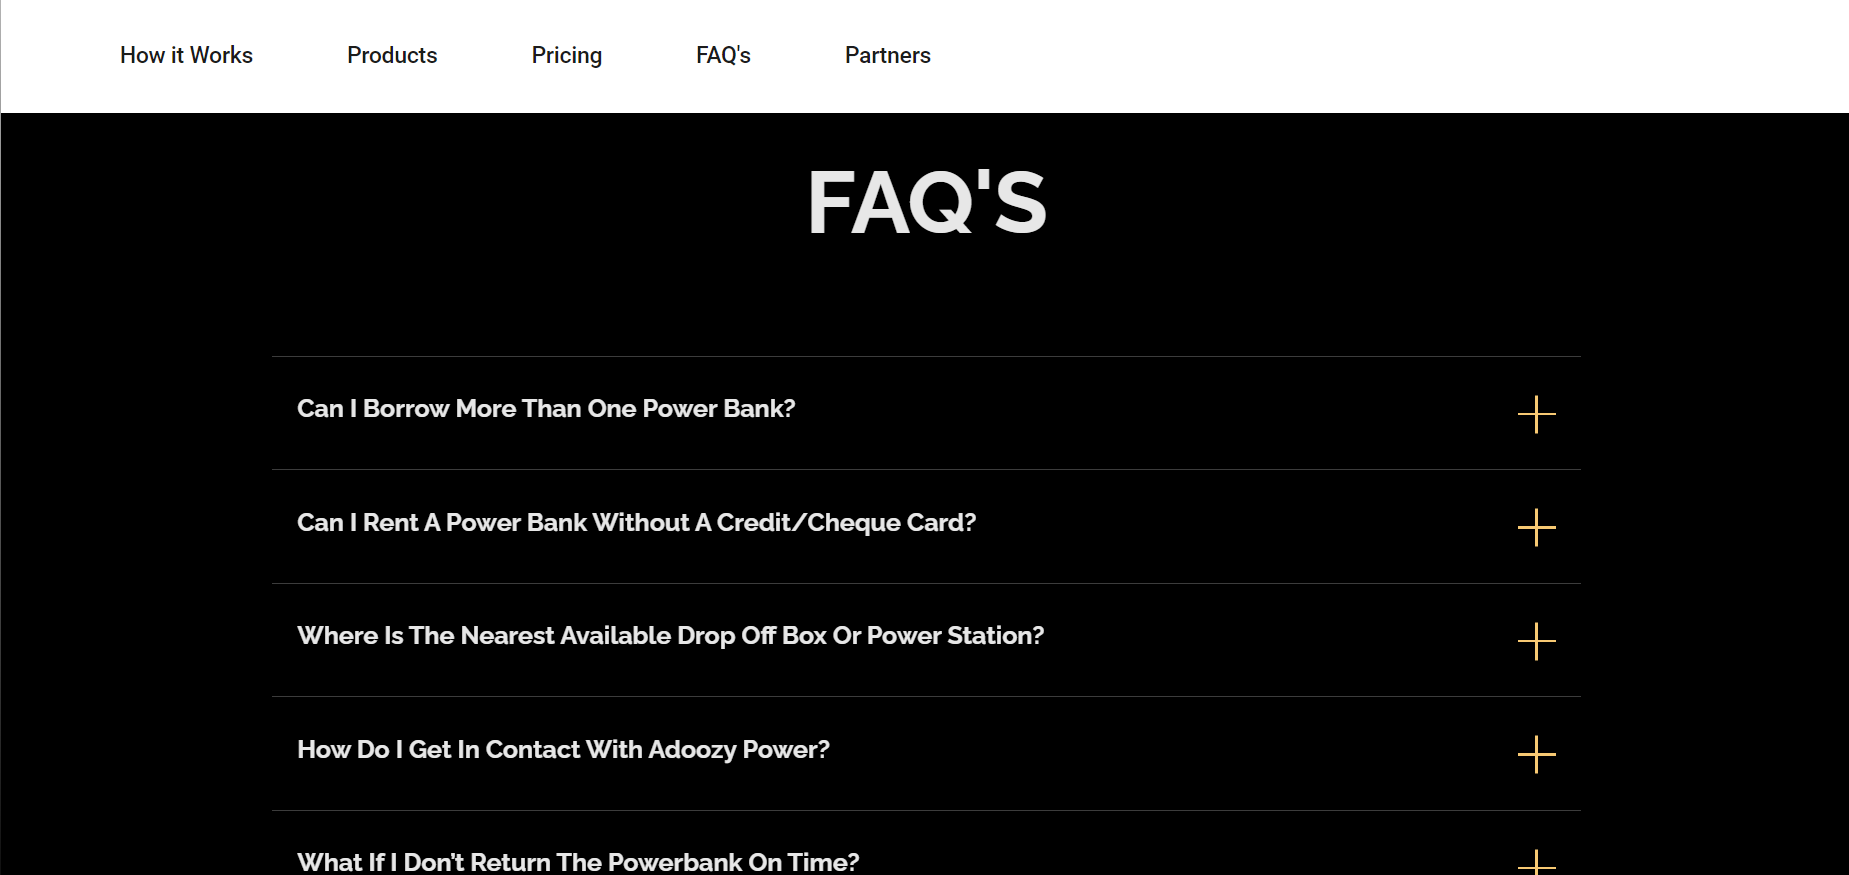 How it Works
Products
Pricing
FAQ's
Partners
FAQ'S
Can I Borrow More Than One Power Bank?
Can I Rent A Power Bank Without A Credit/Cheque Card?
Where Is The Nearest Available Drop Off Box Or Power Station?
How Do I Get In Contact With Adoozy Power?
What If I Don’t Return The Powerbank On Time?